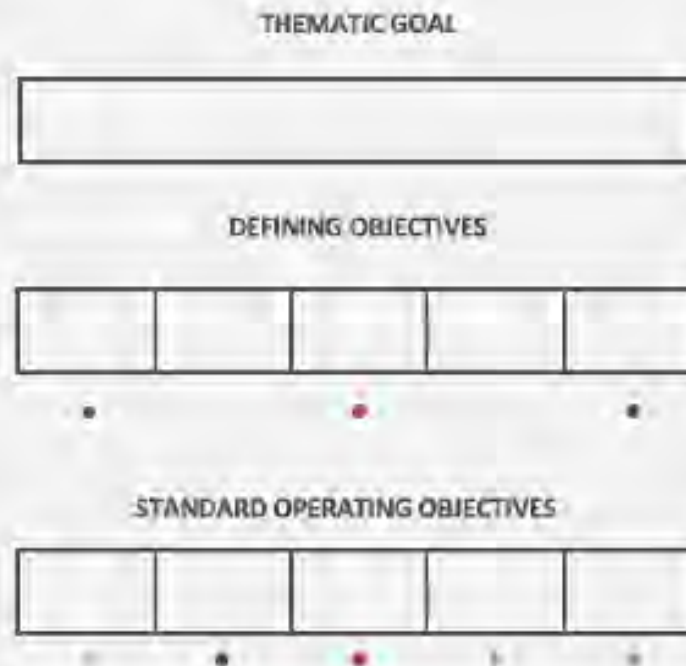 THEMATIC GOAL
DEFINING OBJECTIVES
STANDARD OPERATING OBJECTIVES